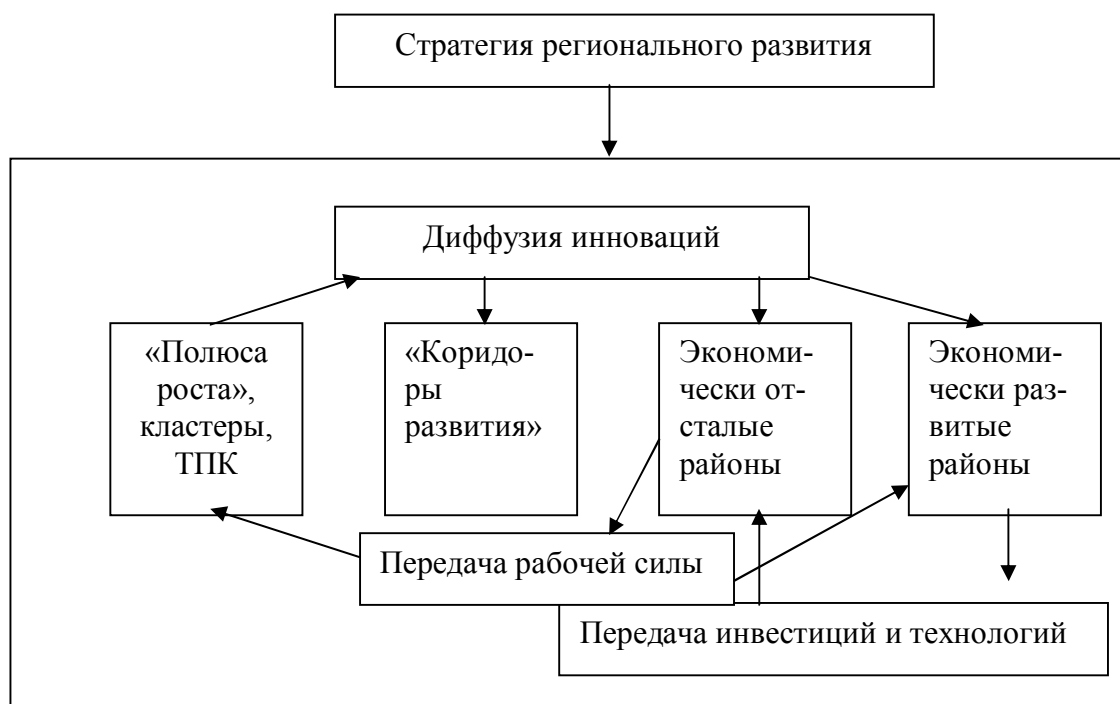 Стратегия регионального развития
Диффузия инноваций
«Полюса
роста»,
кластеры,
ТПК
«Коридо-
ры
развития»
Экономи-
чески от-
сталые
районы
Экономи-
чески раз-
витые
районы
Передача рабочей силы
Передача инвестиций и технологий